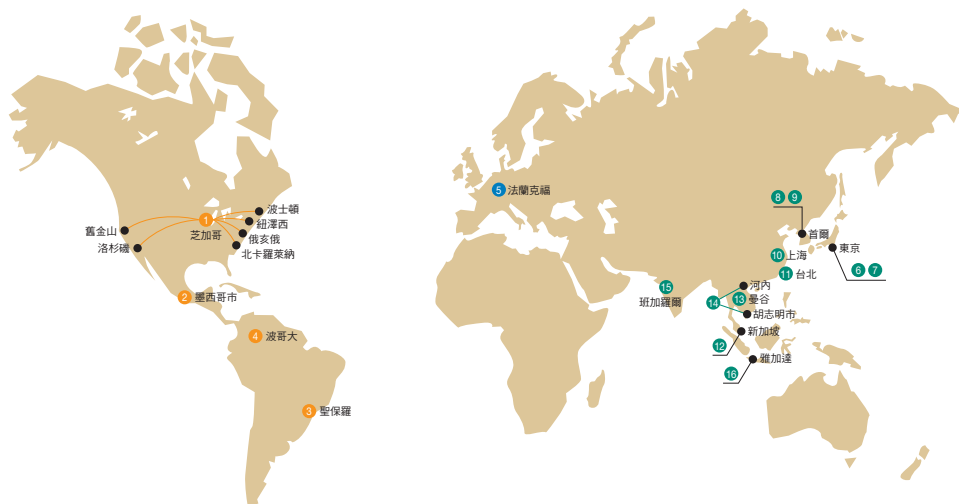 波士頓
1
紐澤西
舊金山
芝加哥
俄亥俄
洛杉磯
北卡羅萊納
2
墨西哥市
4
波哥大
3
聖保羅
5
法蘭克福
8 9
首爾
東京
10
上海
6 7
11
台北
15
班加羅爾
河內
14
13
曼谷
胡志明市
新加坡
12
雅加達
16